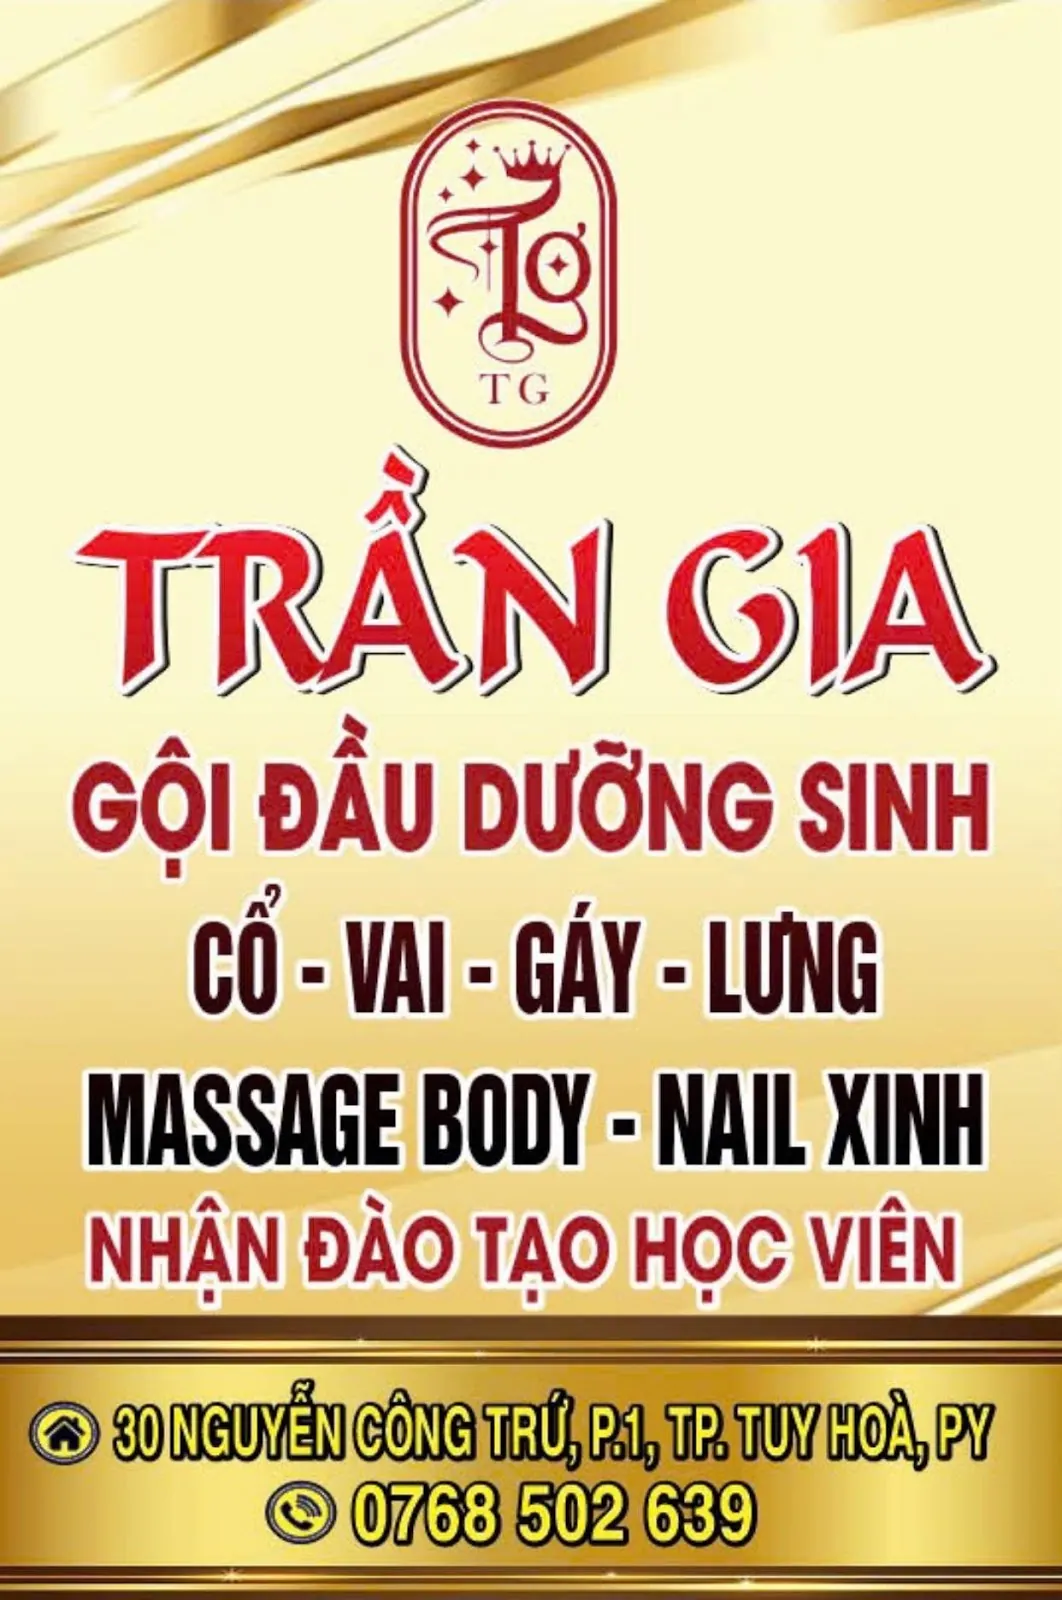 Tơ
TG
TRẦN GIA
GỘI ĐẦU DƯỠNG SINH
CỔ - VAI - GÁY - LƯNG
MASSAGE BODY - NAIL XINH
NHẬN ĐÀO TẠO HỌC VIÊN
30 NGUYỄN CÔNG TRỨ, P.1, TP. TUY HOÀ, PY
0768 502 639